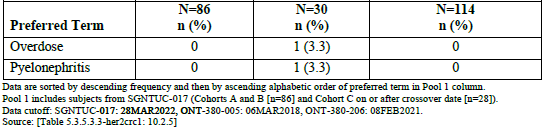 N=86 N=30 N=114
Preferred Term n (%) n (%) n (%)
Overdose 0 1 (3.3) 0
Pyelonephritis 0 1 (3.3) 0
Data are sorted by descending frequency and then by ascending alphabetic order of preferred term in Pool 1 column.
Pool 1 includes subjects from SGNTUC-017 (Cohorts A and B [n=86] and Cohort C on or after crossover date [n=28]).
Data cutoff: SGNTUC-017: 28MAR2022, ONT-380-005: 06MAR2018, ONT-380-206: 08FEB2021.
Source: [Table 5.3.5.3.3-her2crc1: 10.2.5]